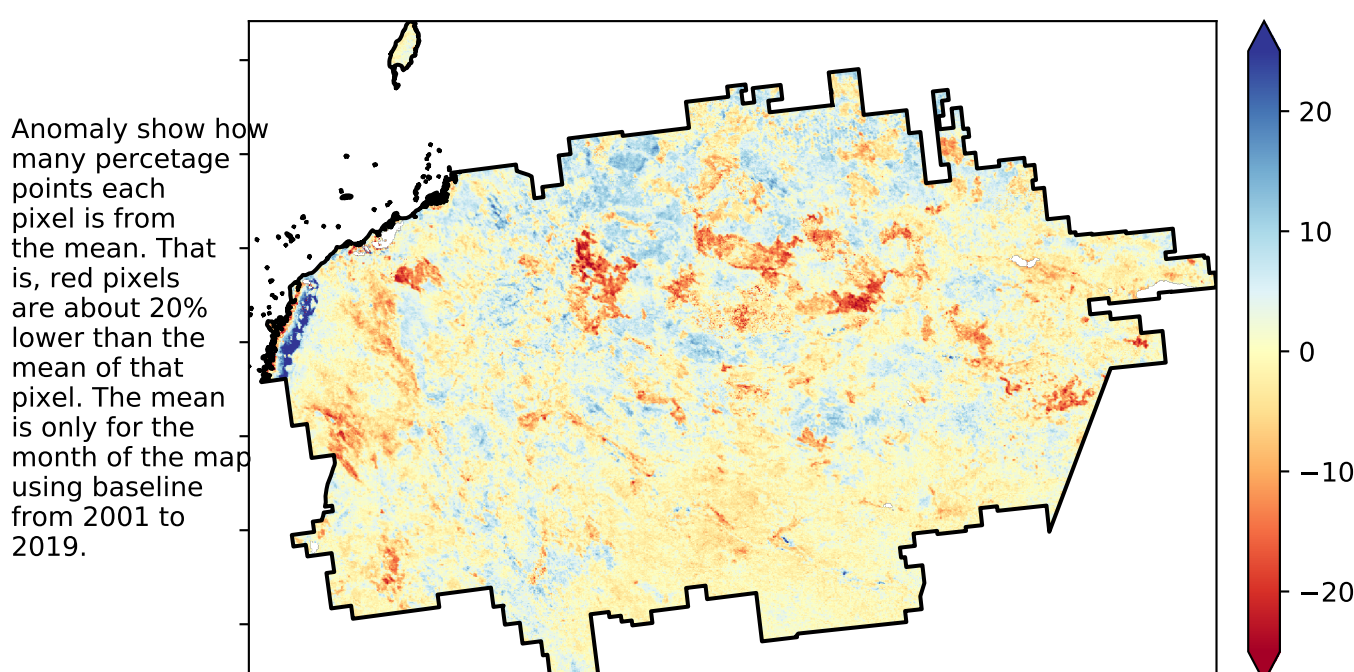 Anomaly show how
many percetage
points each
pixel is from
the mean. That
is, red pixels
are about 20%
lower than the
mean of that
pixel. The mean
is only for the
month of the map
using baseline
from 2001 to
2019.
20
10
0
−10
−20